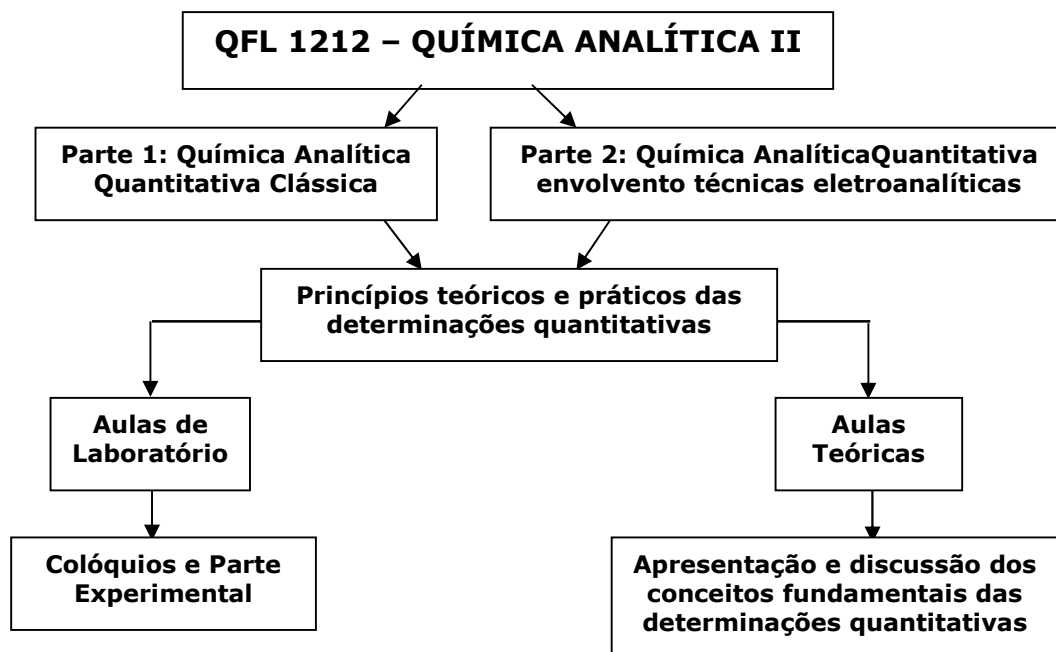 QFL 1212 – QUÍMICA ANALÍTICA II
Parte 1: Química Analítica
Quantitativa Clássica
Parte 2: Química AnalíticaQuantitativa
envolvento técnicas eletroanalíticas
Princípios teóricos e práticos das
determinações quantitativas
Aulas de
Laboratório
Aulas
Teóricas
Colóquios e Parte
Experimental
Apresentação e discussão dos
conceitos fundamentais das
determinações quantitativas